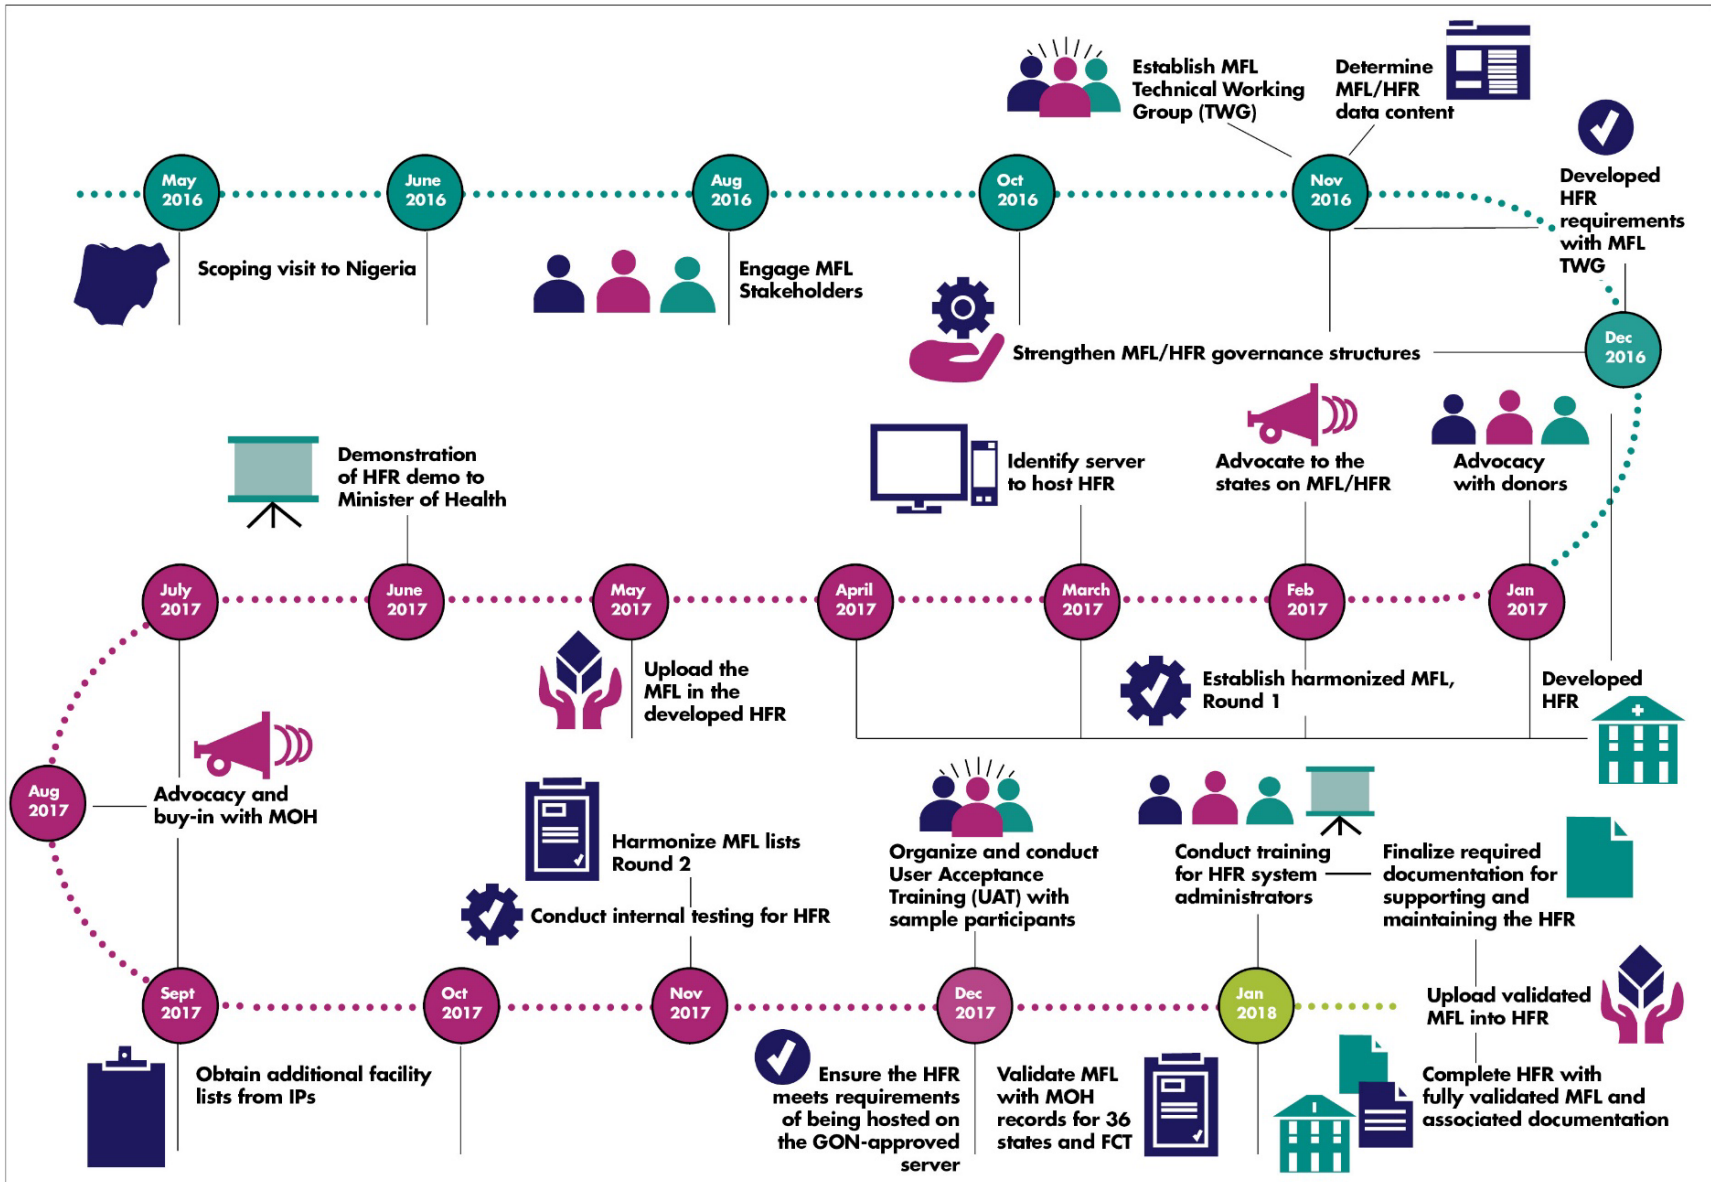 May
2016
June
2016
Aug
2016
Oct
2016
Nov
2016
Establish MFL
Technical Working
Group (TWG)
Determine
MFL/HFR
data content
Developed
HFR
requirements
with MFL
TWG
Scoping visit to Nigeria
Engage MFL
Stakeholders
Strengthen MFL/HFR governance structures
Dec
2016
Demonstration
of HFR demo to
Minister of Health
Identify server
to host HFR
Advocate to the
states on MFL/HFR
Advocacy
with donors
July
2017
June
2017
May
2017
April
2017
March
2017
Feb
2017
Jan
2017
Upload the
MFL in the
developed HFR
Establish harmonized MFL,
Round 1
Developed
HFR
Aug
2017
Advocacy and
buy-in with MOH
Harmonize MFL lists
Round 2
Conduct internal testing for HFR
Organize and conduct
User Acceptance
Training (UAT) with
sample participants
Conduct training
for HFR system
administrators
Finalize required
documentation for
supporting and
maintaining the HFR
Sept
2017
Oct
2017
Nov
2017
Dec
2017
Jan
2018
Upload validated
MFL into HFR
Obtain additional facility
lists from IPs
Ensure the HFR
meets requirements
of being hosted on
the GON-approved
server
Validate MFL
with MOH
records for 36
states and FCT
Complete HFR with
fully validated MFL and
associated documentation